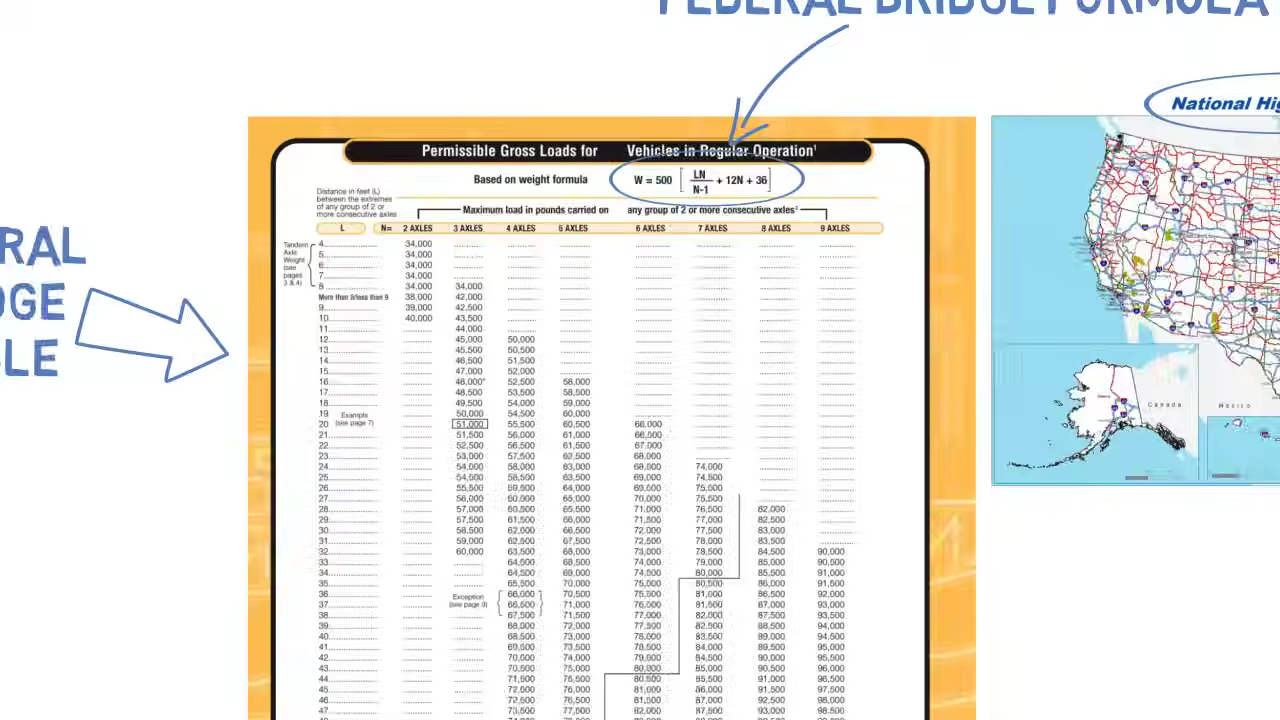 FEDERAL BRIDGE FORMULA
National Hig
Permissible Gross Loads for Vehicles in Regular Operation¹
Based on weight formula W = 500 [ LN / N-1 + 12N + 36 ]
Distance in feet (L)
between the extremes
of any group of 2 or
more consecutive axles
Maximum load in pounds carried on any group of 2 or more consecutive axles²
L N= 2 AXLES 3 AXLES 4 AXLES 5 AXLES 6 AXLES 7 AXLES 8 AXLES 9 AXLES
RAL
DGE
LE
Tandem
Axle
Weight
(see
pages
3 & 4)
4 34,000
5 34,000
6 34,000
7 34,000
8 34,000 34,000
More than 8/less than 9 38,000 42,000
9 39,000 42,500
10 40,000 43,500
11 44,000
12 45,000 50,000
13 45,500 50,500
14 46,500 51,500
15 47,000 52,000
16 48,000 52,500 58,000
17 48,500 53,500 58,500
18 49,500 54,000 59,000
19 50,000 54,500 60,000
Example
(see page 7)
20 51,000 55,500 60,500 66,000
21 51,500 56,000 61,000 66,500
22 52,500 56,500 61,500 67,000
23 53,000 57,500 62,500 68,000
24 54,000 58,000 63,000 68,500 74,000
25 54,500 58,500 63,500 69,000 74,500
26 55,500 59,500 64,000 69,500 75,000
27 56,000 60,000 65,000 70,000 75,500
28 57,000 60,500 65,500 71,000 76,500 82,000
29 57,500 61,500 66,000 71,500 77,000 82,500
30 58,500 62,000 66,500 72,000 77,500 83,000
31 59,000 62,500 67,500 72,500 78,000 83,500
32 60,000 63,500 68,000 73,000 78,500 84,500 90,000
33 64,000 68,500 74,000 79,000 85,000 90,500
34 64,500 69,000 74,500 80,000 85,500 91,000
35 65,500 70,000 75,000 80,500 86,000 91,500
36 66,000 70,500 75,500 81,000 86,500 92,000
Exception
(see page 9)
37 66,500 71,000 76,000 81,500 87,000 93,000
38 67,500 71,500 77,000 82,000 87,500 93,500
39 68,000 72,000 77,500 82,500 88,500 94,000
40 68,500 73,000 78,000 83,500 89,000 94,500
41 69,500 73,500 78,500 84,000 89,500 95,000
42 70,000 74,000 79,000 84,500 90,000 95,500
43 70,500 75,000 80,000 85,000 90,500 96,000
44 71,500 75,500 80,500 85,500 91,000 96,500
45 72,000 76,000 81,000 86,000 91,500 97,500
46 72,500 76,500 81,500 87,000 92,500 98,000
47 73,500 77,500 82,000 87,500 93,000 98,500
Canada
Mexico